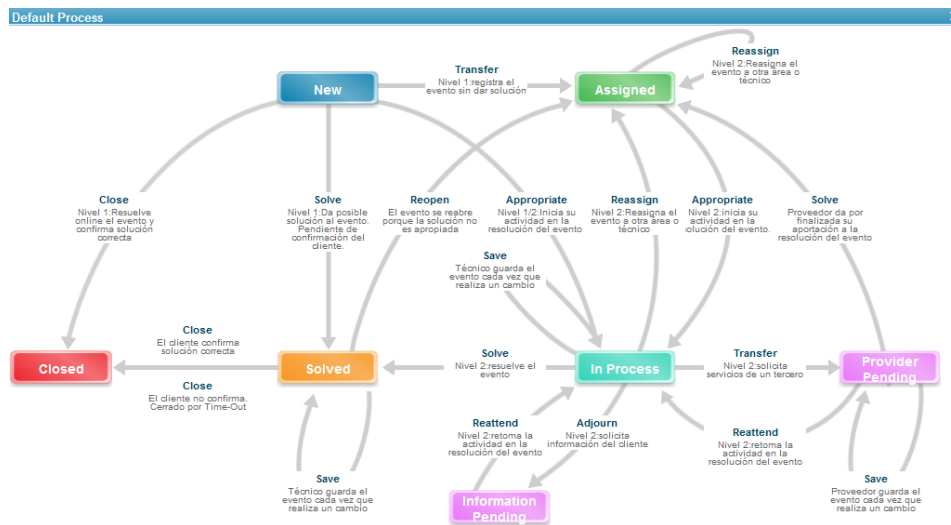 Default Process
Reassign
Nivel 2:Reasigna el
evento a otra área o
técnico
Transfer
Nivel 1:registra el
evento sin dar solución
New
Assigned
Close
Nivel 1:Resuelve
online el evento y
confirma solución
correcta
Solve
Nivel 1:Da posible
solución al evento.
Pendiente de
confirmación del
cliente.
Reopen
El evento se reabre
porque la solución no
es apropiada
Appropriate
Nivel 1/2:Inicia su
actividad en la
resolución del evento
Reassign
Nivel 2:Reasigna el
evento a otra área o
técnico
Appropriate
Nivel 2:inicia su
actividad en la
solución del evento.
Solve
Proveedor da por
finalizada su
aportación a la
resolución del evento
Save
Técnico guarda el
evento cada vez que
realiza un cambio
Close
El cliente confirma
solución correcta
Closed
Solved
Solve
Nivel 2:resuelve el
evento
In Process
Transfer
Nivel 2:solicita
servicios de un tercero
Provider
Pending
Close
El cliente no confirma.
Cerrado por Time-Out
Reattend
Nivel 2:retoma la
actividad en la
resolución del evento
Adjourn
Nivel 2:solicita
información del cliente
Reattend
Nivel 2:retoma la
actividad en la
resolución del evento
Save
Técnico guarda el
evento cada vez que
realiza un cambio
Information
Pending
Save
Proveedor guarda el
evento cada vez que
realiza un cambio